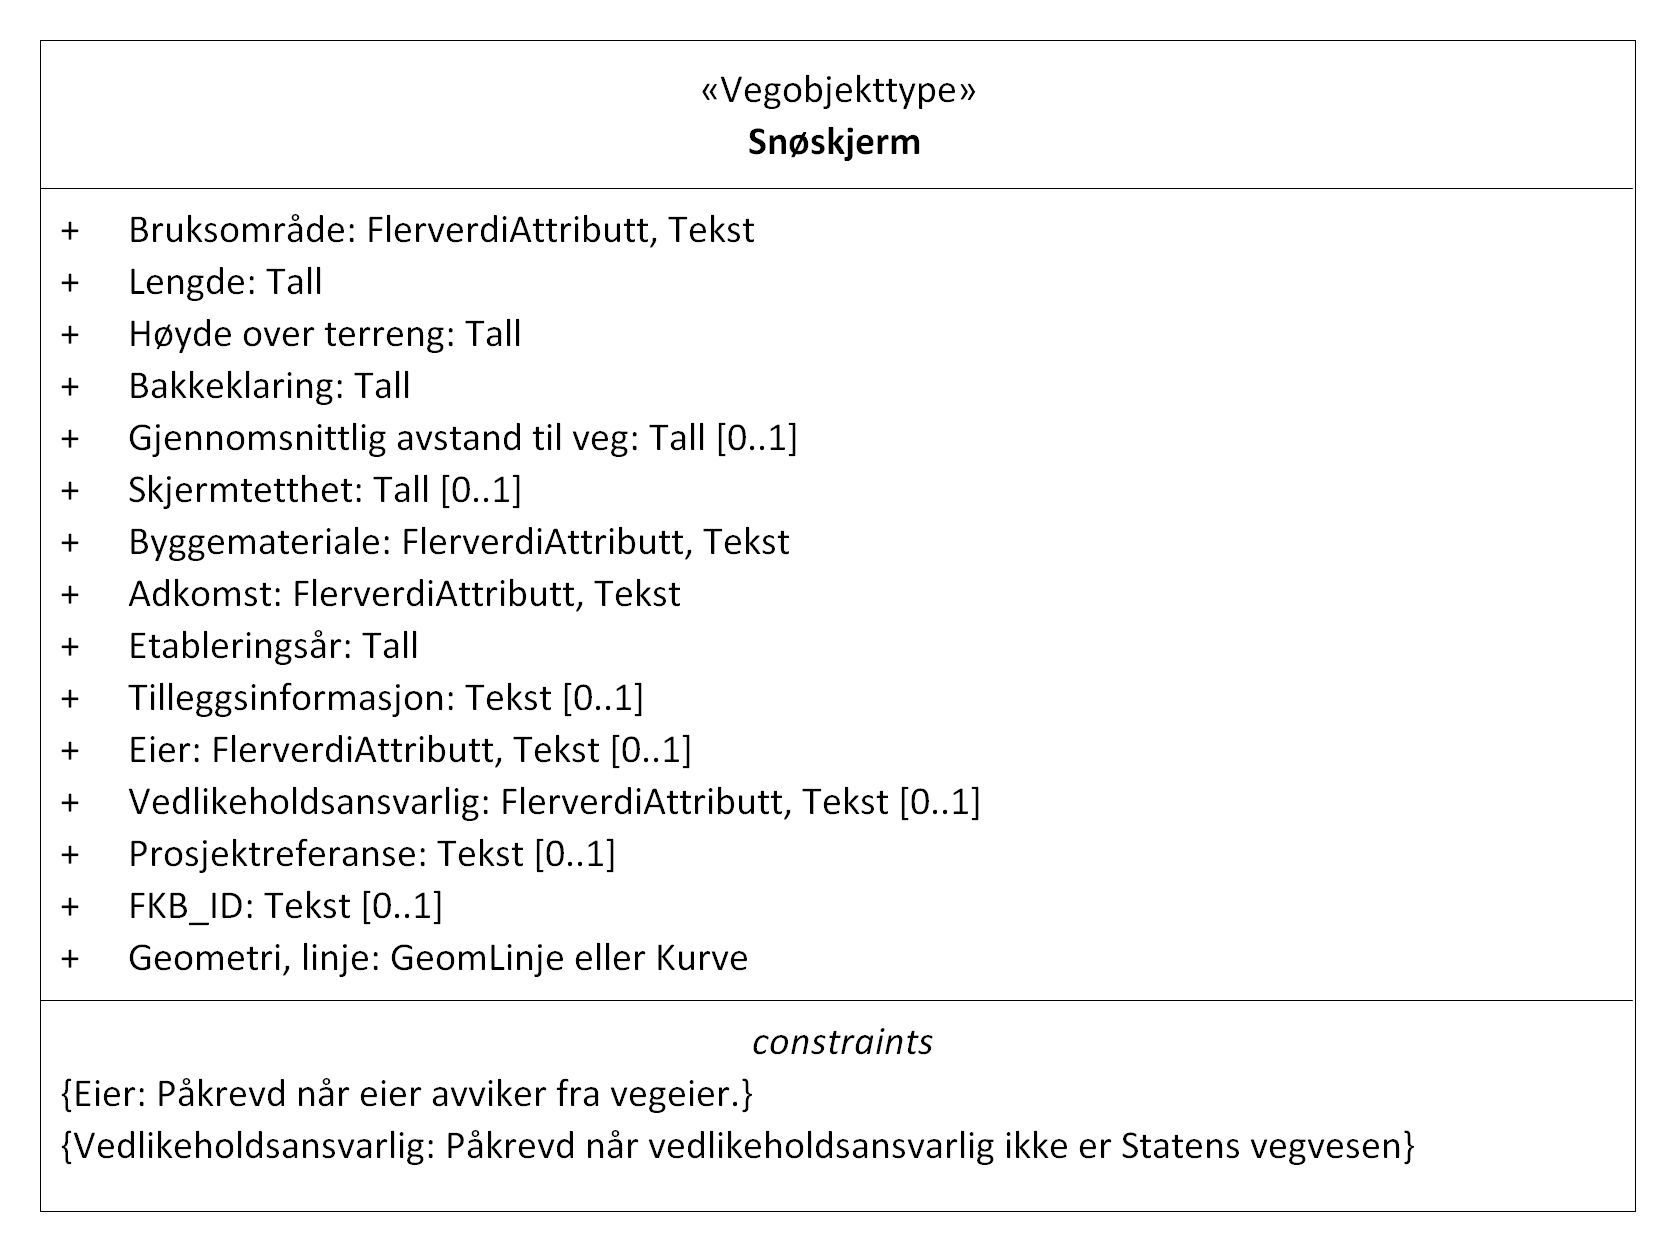 «Vegobjekttype»
Snøskjerm
+ Bruksområde: FlerverdiAttributt, Tekst
+ Lengde: Tall
+ Høyde over terreng: Tall
+ Bakkeklaring: Tall
+ Gjennomsnittlig avstand til veg: Tall [0..1]
+ Skjermtetthet: Tall [0..1]
+ Byggemateriale: FlerverdiAttributt, Tekst
+ Adkomst: FlerverdiAttributt, Tekst
+ Etableringsår: Tall
+ Tilleggsinformasjon: Tekst [0..1]
+ Eier: FlerverdiAttributt, Tekst [0..1]
+ Vedlikeholdsansvarlig: FlerverdiAttributt, Tekst [0..1]
+ Prosjektreferanse: Tekst [0..1]
+ FKB_ID: Tekst [0..1]
+ Geometri, linje: GeomLinje eller Kurve
constraints
{Eier: Påkrevd når eier avviker fra vegeier.}
{Vedlikeholdsansvarlig: Påkrevd når vedlikeholdsansvarlig ikke er Statens vegvesen}